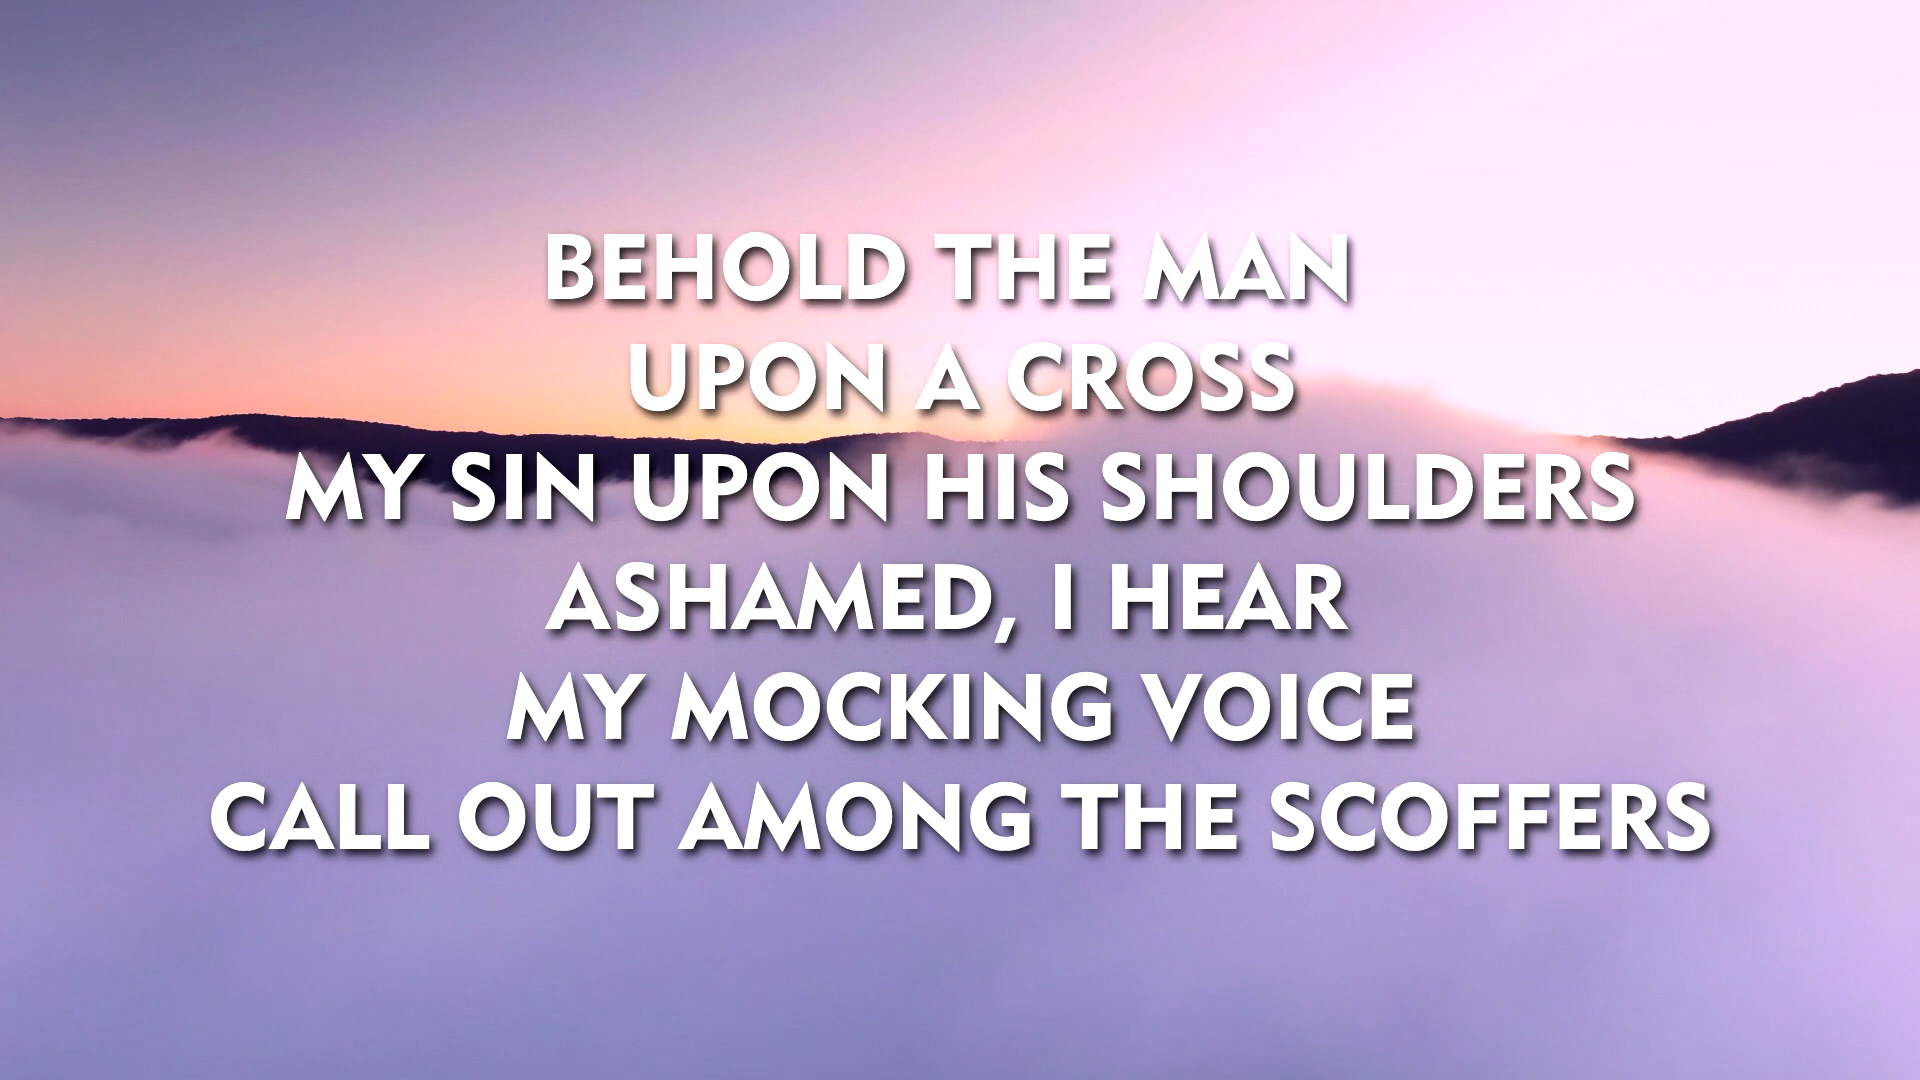 BEHOLD THE MAN
UPON A CROSS
MY SIN UPON HIS SHOULDERS
ASHAMED, I HEAR
MY MOCKING VOICE
CALL OUT AMONG THE SCOFFERS